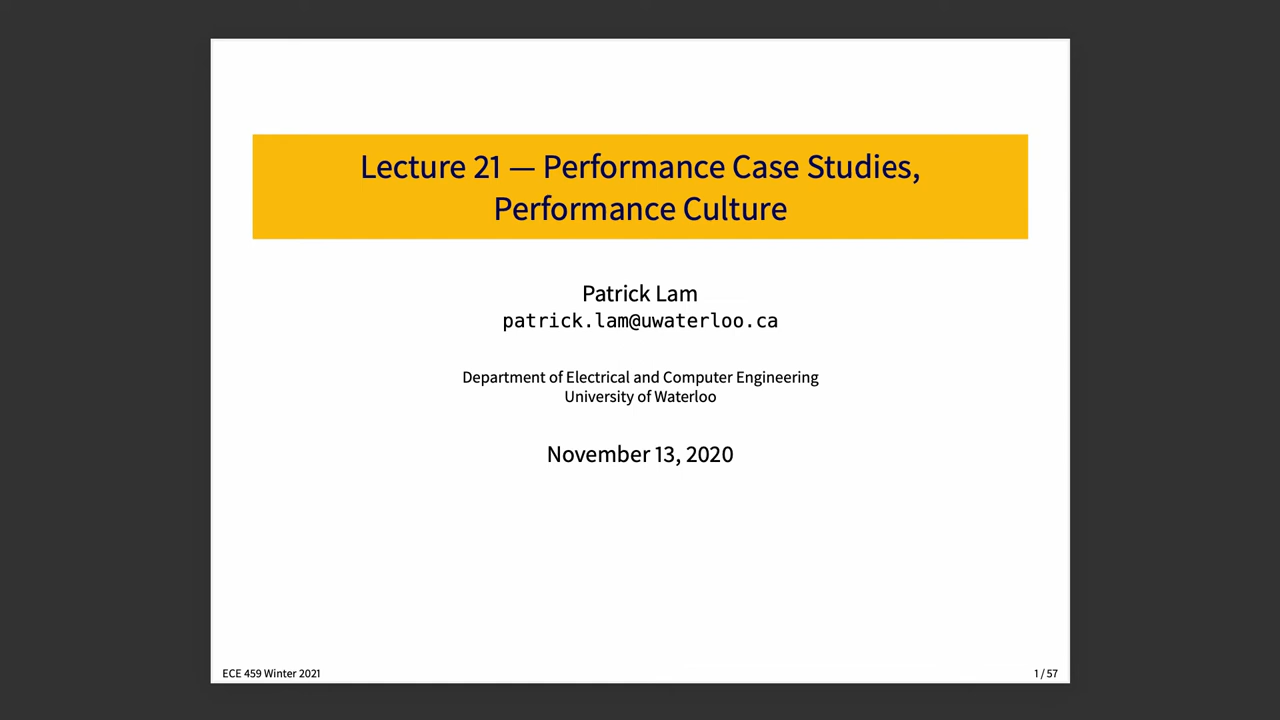 Lecture 21 — Performance Case Studies,
Performance Culture
Patrick Lam
patrick.lam@uwaterloo.ca
Department of Electrical and Computer Engineering
University of Waterloo
November 13, 2020
ECE 459 Winter 2021
1 / 57